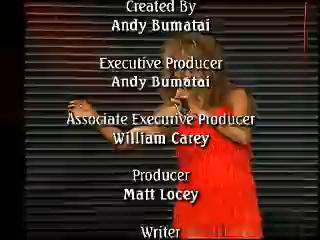 Created By
Andy Bumatai
Executive Producer
Andy Bumatai
Associate Executive Producer
William Carey
Producer
Matt Locey
Writer